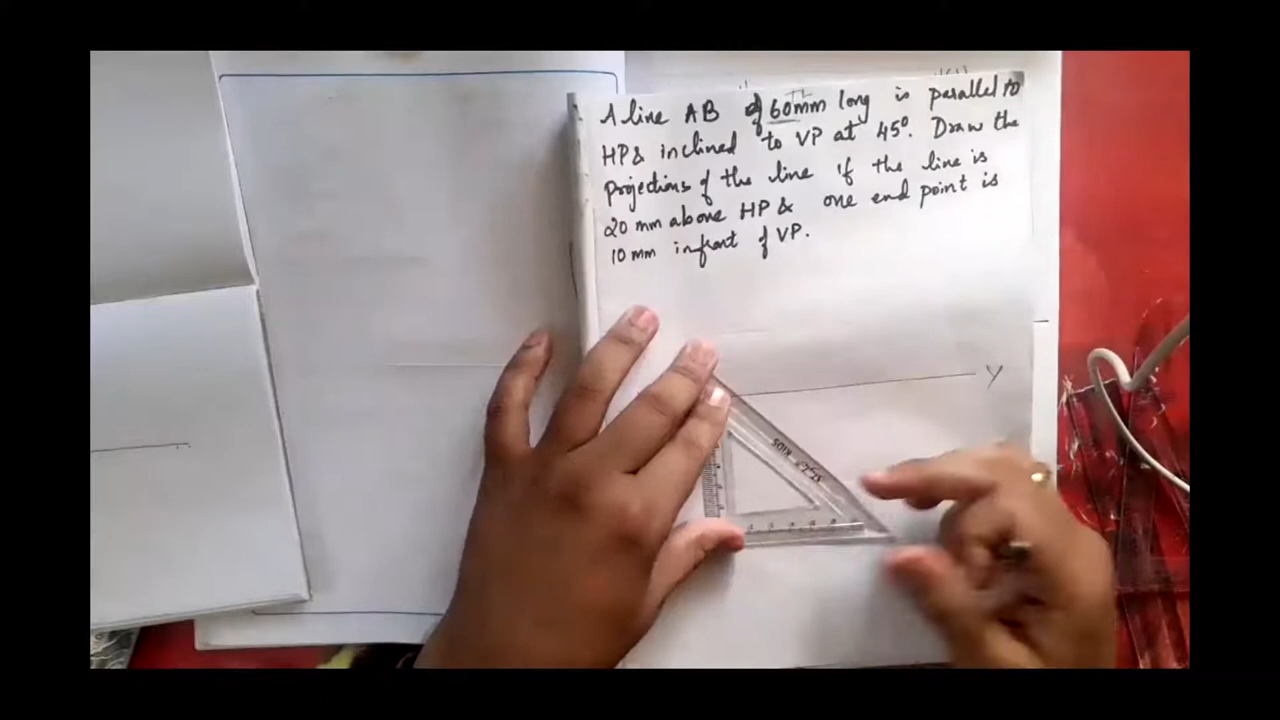 A line AB of 60mm long is parallel to
HP & inclined to VP at 45°. Draw the
projections of the line if the line is
20 mm above HP & one end point is
10 mm infront of VP.
Y